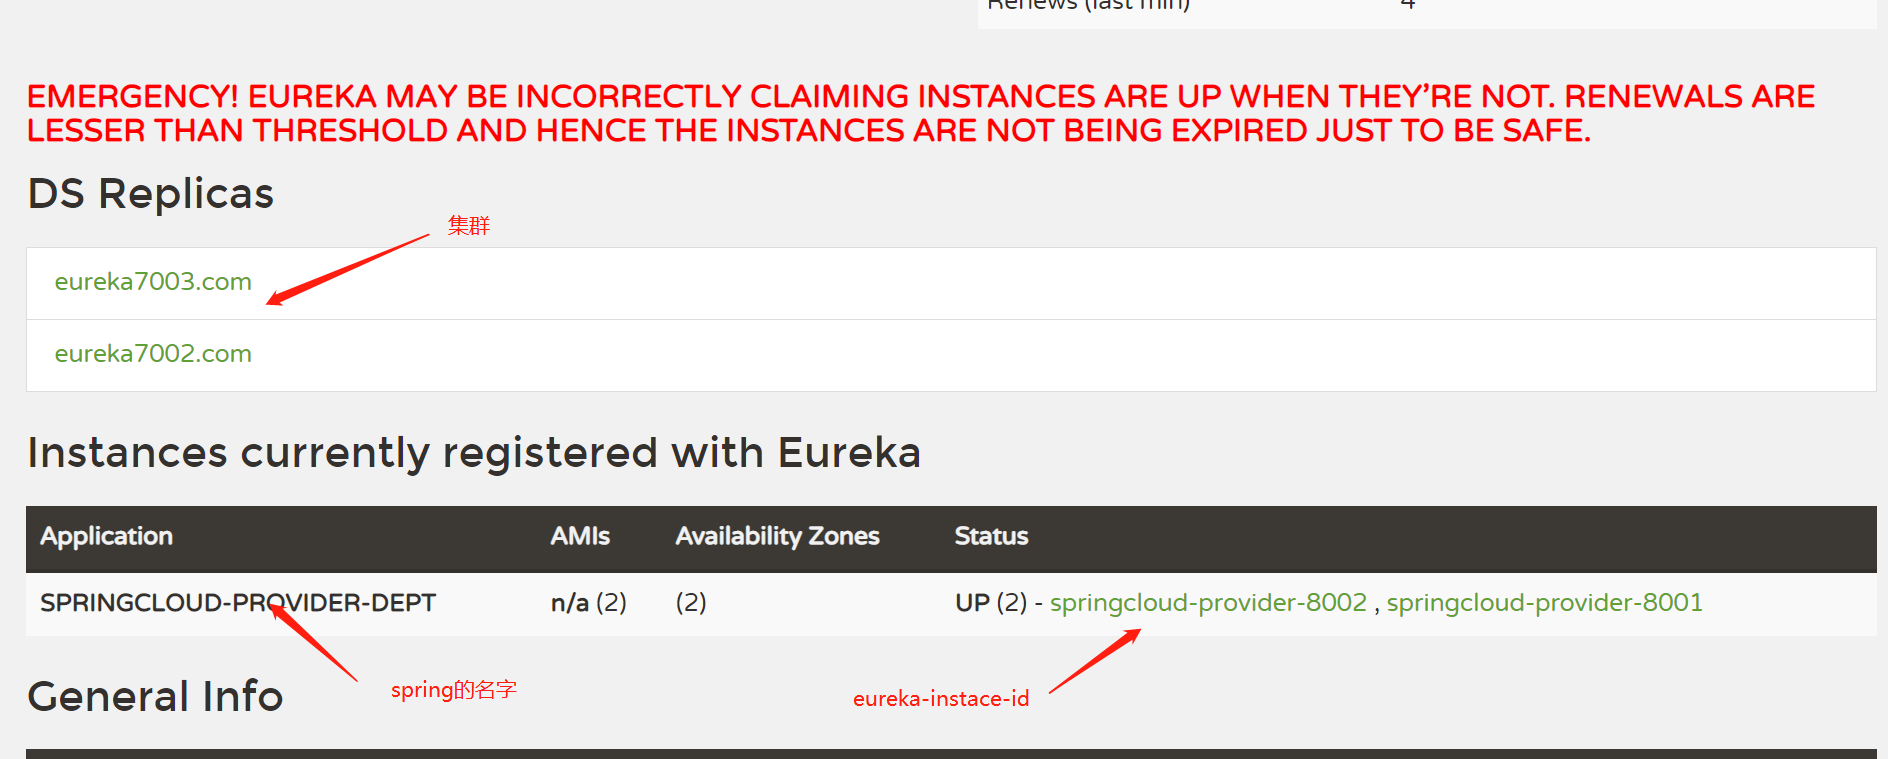 Renews (last min) 4
EMERGENCY! EUREKA MAY BE INCORRECTLY CLAIMING INSTANCES ARE UP WHEN THEY'RE NOT. RENEWALS ARE
LESSER THAN THRESHOLD AND HENCE THE INSTANCES ARE NOT BEING EXPIRED JUST TO BE SAFE.
DS Replicas
集群
eureka7003.com
eureka7002.com
Instances currently registered with Eureka
Application AMIs Availability Zones Status
SPRINGCLOUD-PROVIDER-DEPT n/a (2) (2) UP (2) - springcloud-provider-8002 , springcloud-provider-8001
spring的名字
eureka-instace-id
General Info